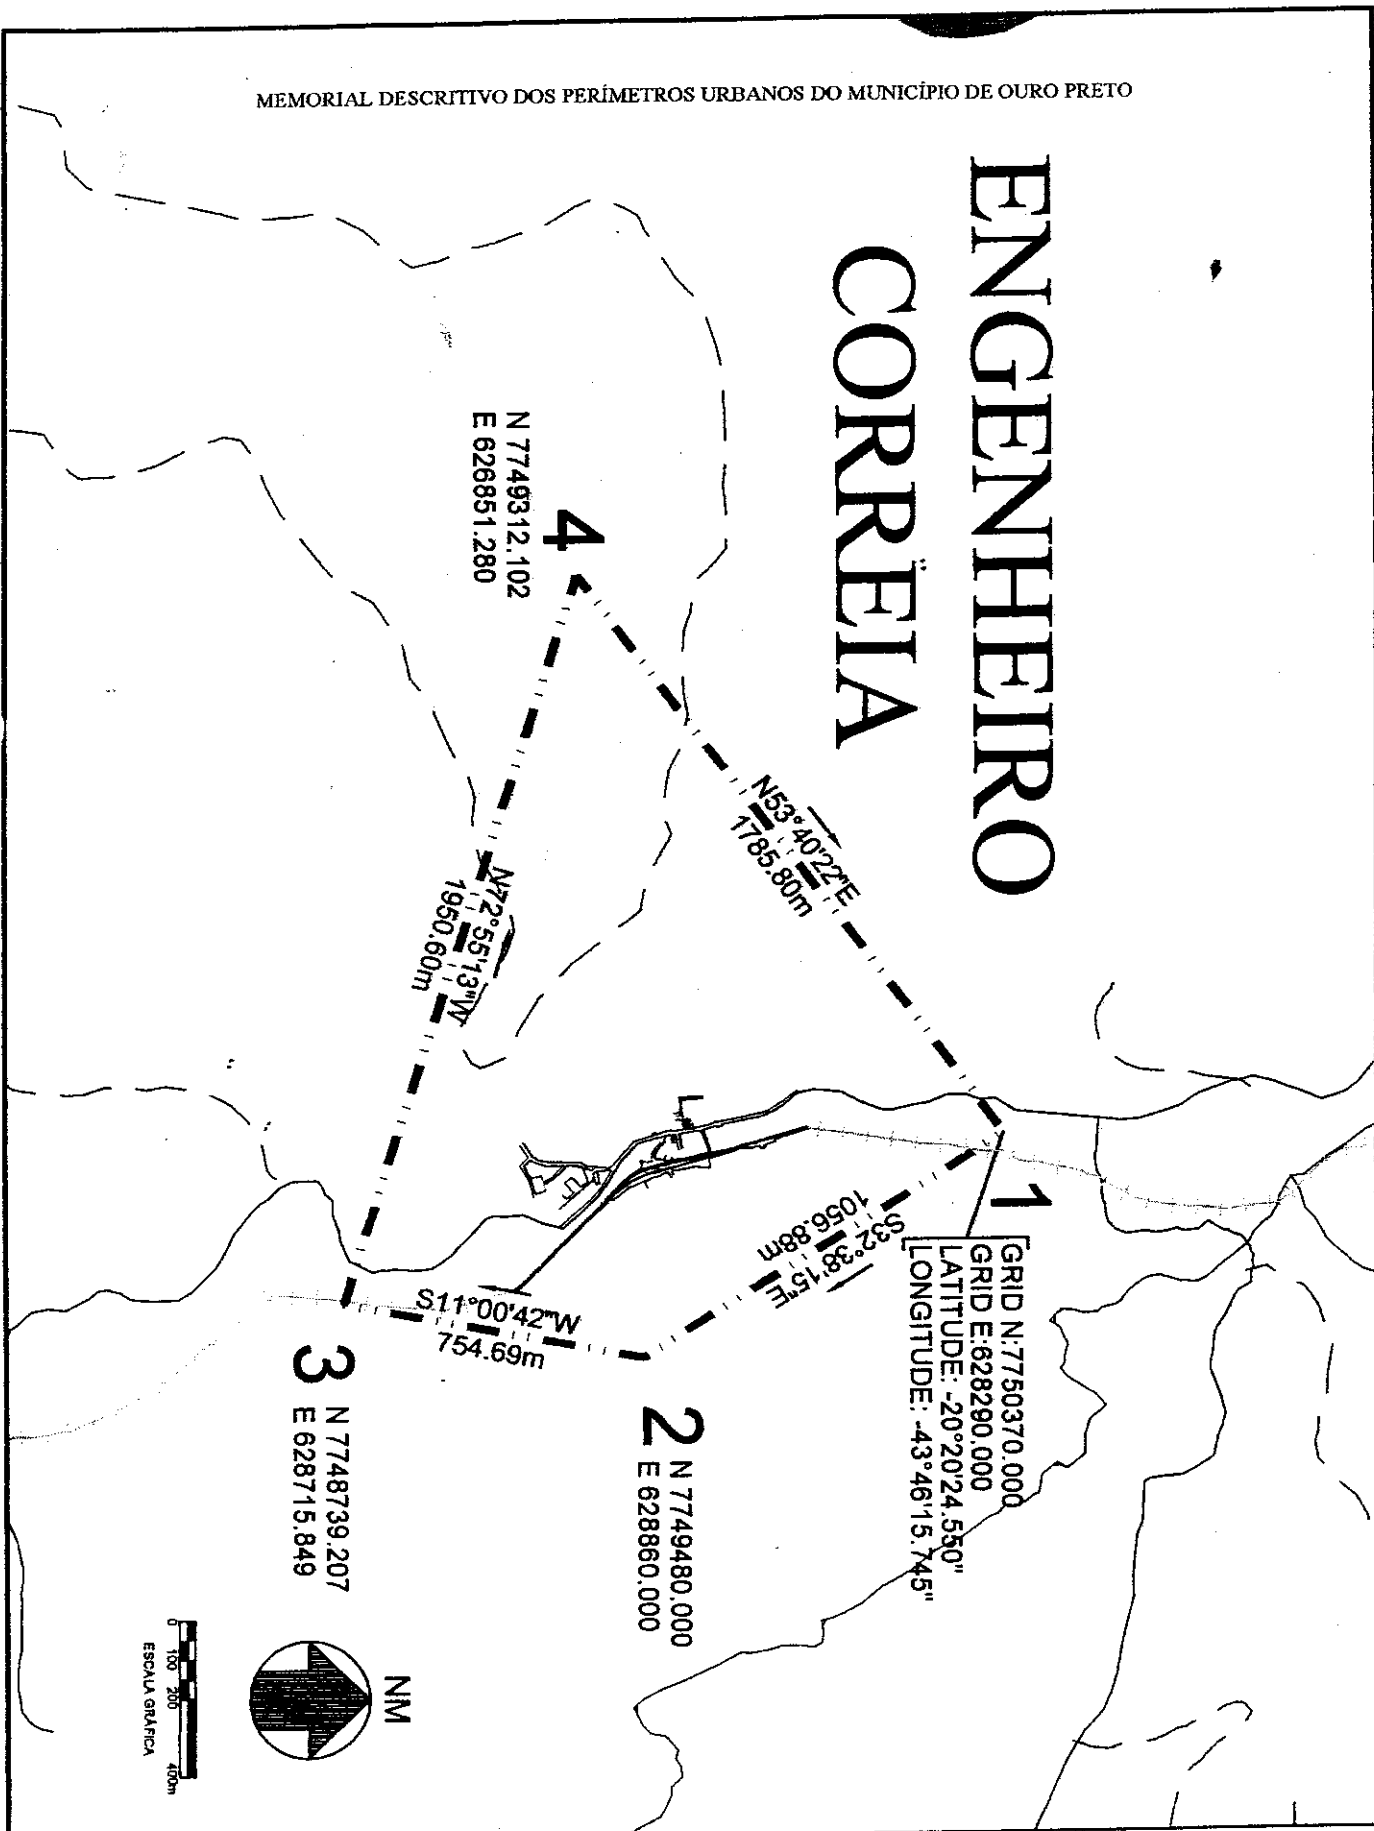 MEMORIAL DESCRITIVO DOS PERÍMETROS URBANOS DO MUNICÍPIO DE OURO PRETO
ENGENHEIRO
CORREIA
N 7749312.102
E 626851.280
4
N53°40'22"E
1785.80m
N72°55'13"W
1950.60m
1
GRID N:7750370.000
GRID E:628290.000
LATITUDE: -20°20'24.550"
LONGITUDE: -43°46'15.745"
S32°38'15"E
1056.88m
S11°00'42"W
754.69m
2
N 7749480.000
E 628860.000
3
N 7748739.207
E 628715.849
NM
0 100 200 400m
ESCALA GRÁFICA